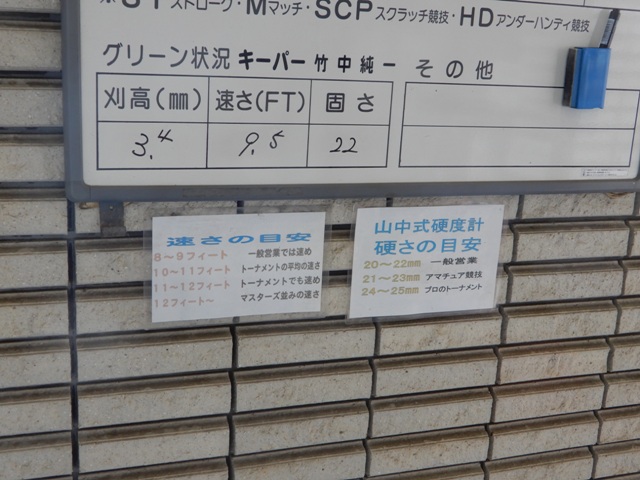 ※STストローク・Mマッチ・SCPスクラッチ競技・HDアンダーハンディ競技
グリーン状況 キーパー 竹中純一 その他
刈高(mm) 速さ(FT) 固さ
3.4 9.5 22
速さの目安
8～9フィート 一般営業では速め
10～11フィート トーナメントの平均の速さ
11～12フィート トーナメントでも速め
12フィート～ マスターズ並みの速さ
山中式硬度計
硬さの目安
20～22mm 一般営業
21～23mm アマチュア競技
24～25mm プロのトーナメント